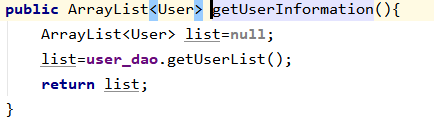 public ArrayList<User> getUserInformation(){
ArrayList<User> list=null;
list=user_dao.getUserList();
return list;
}